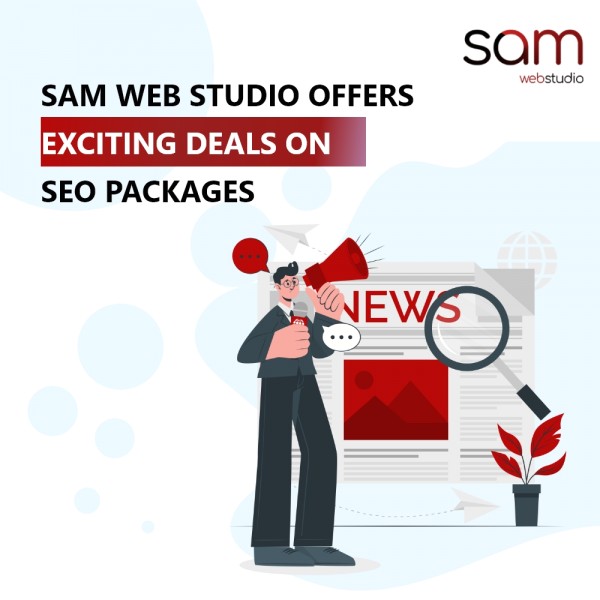 sam
webstudio
SAM WEB STUDIO OFFERS
EXCITING DEALS ON
SEO PACKAGES
NEWS